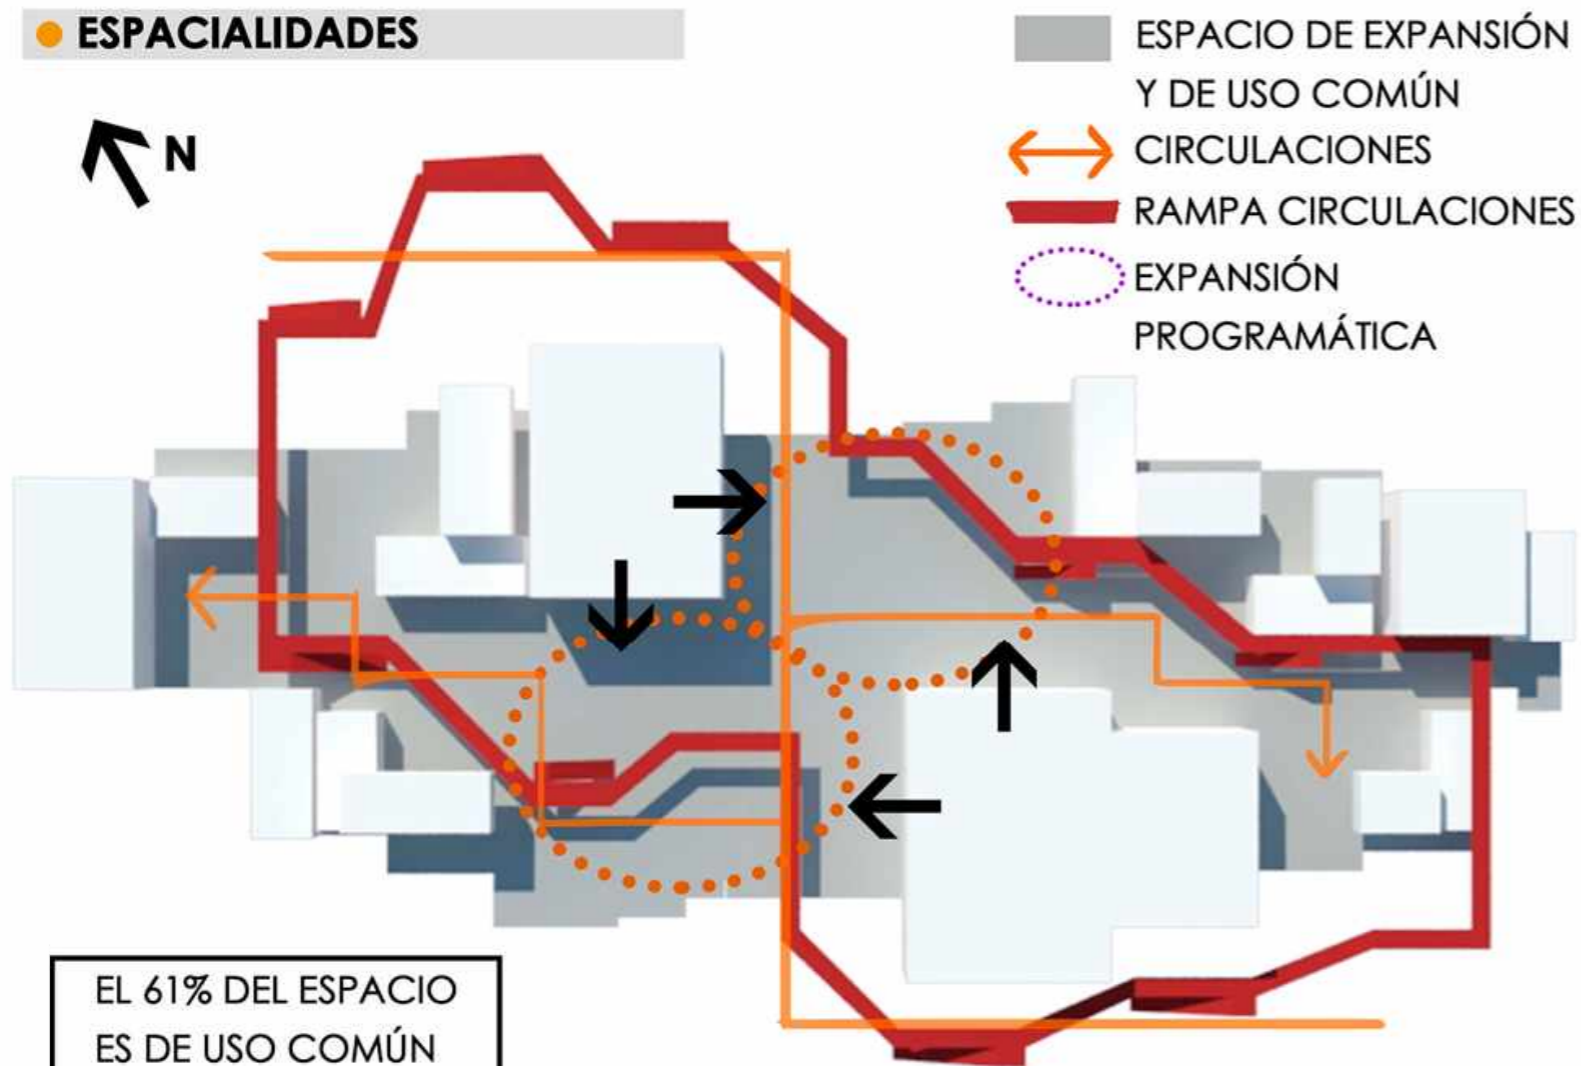 ESPACIALIDADES
N
ESPACIO DE EXPANSIÓN
Y DE USO COMÚN
CIRCULACIONES
RAMPA CIRCULACIONES
EXPANSIÓN
PROGRAMÁTICA
EL 61% DEL ESPACIO
ES DE USO COMÚN